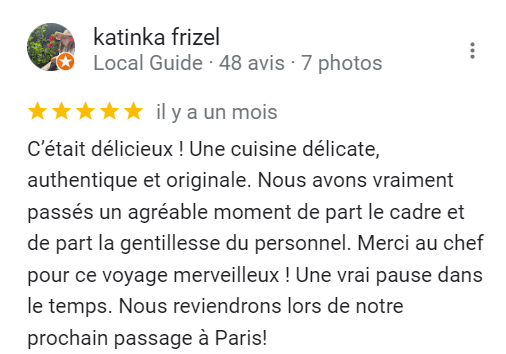 katinka frizel
Local Guide · 48 avis · 7 photos
★★★★★ il y a un mois
C’était délicieux ! Une cuisine délicate,
authentique et originale. Nous avons vraiment
passés un agréable moment de part le cadre et
de part la gentillesse du personnel. Merci au chef
pour ce voyage merveilleux ! Une vrai pause dans
le temps. Nous reviendrons lors de notre
prochain passage à Paris!